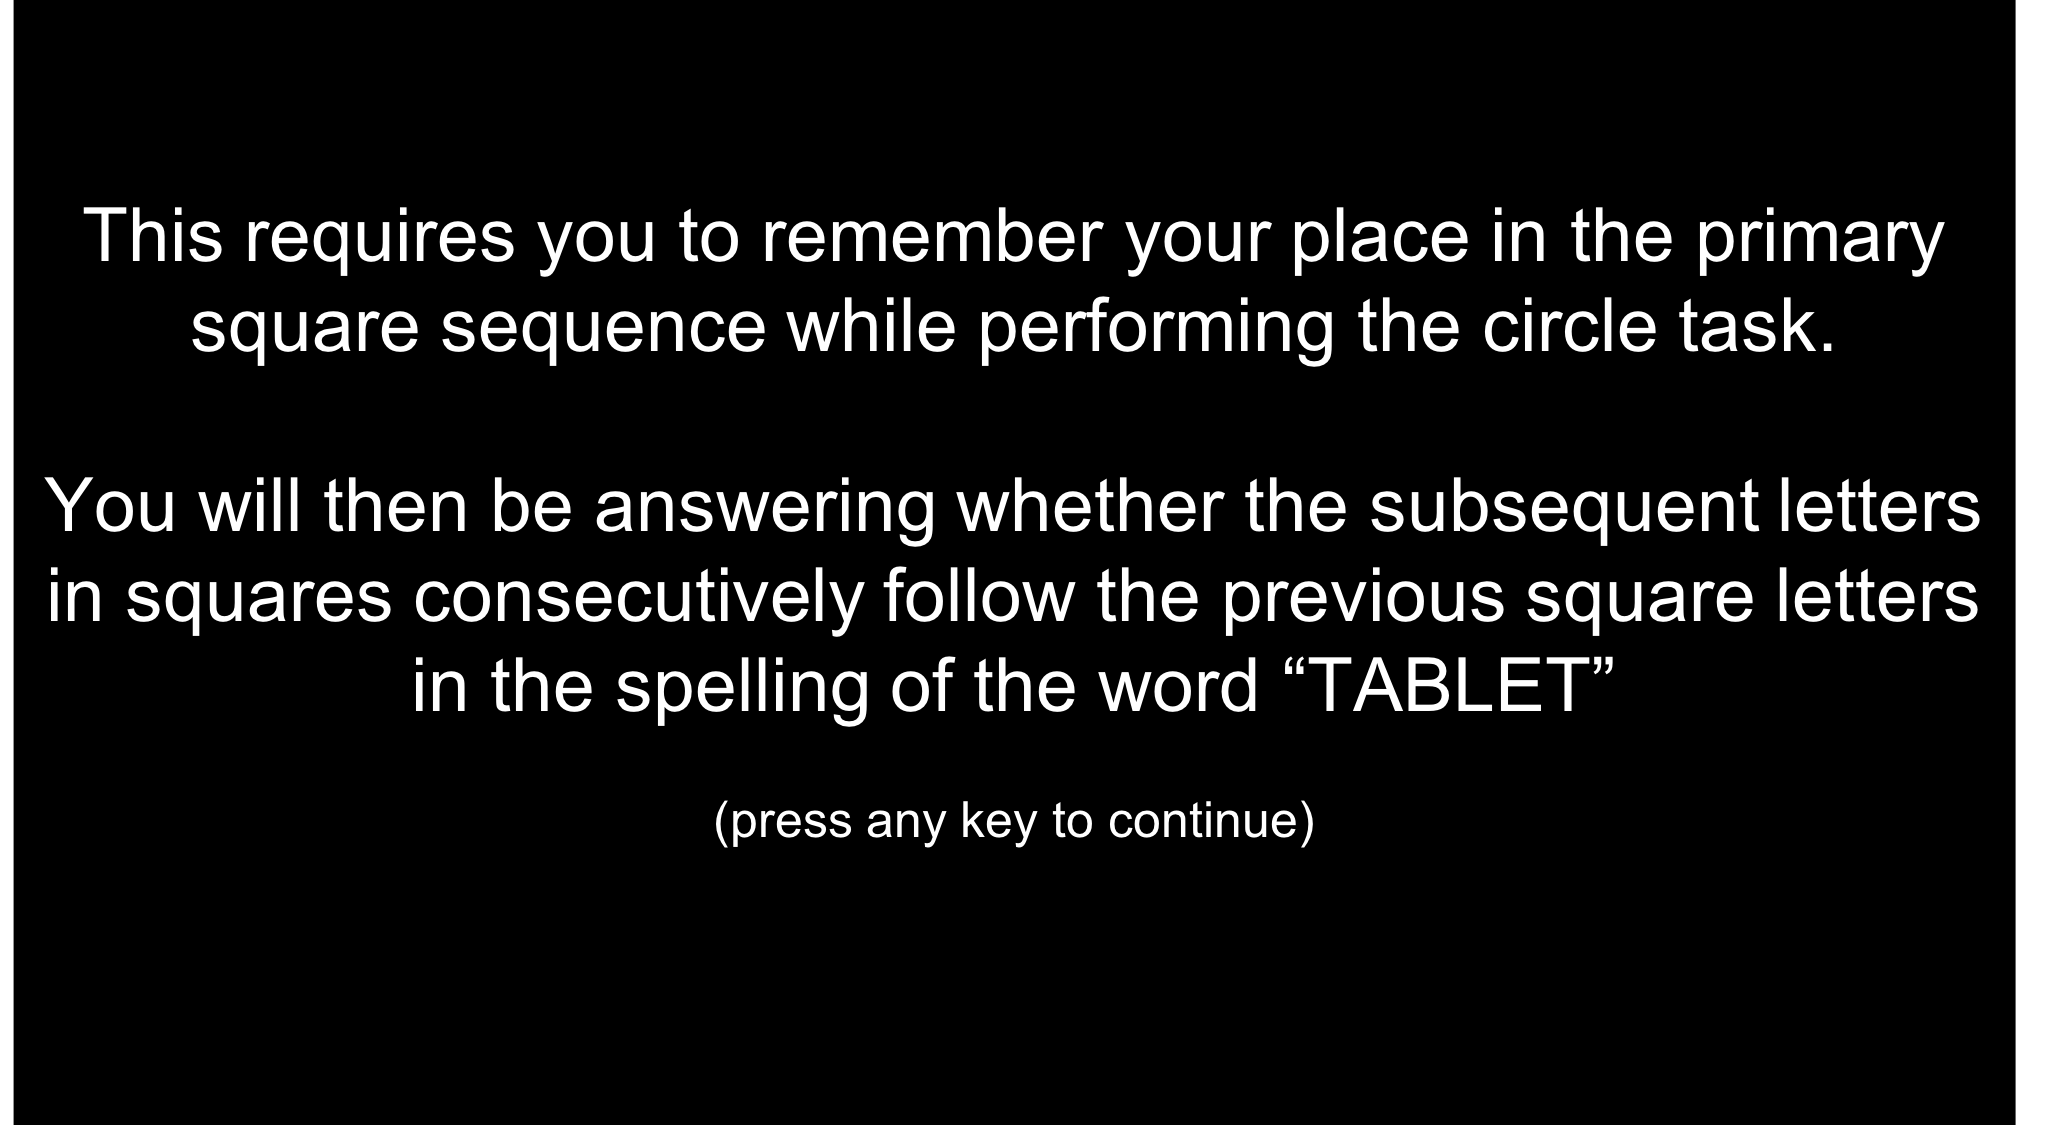 This requires you to remember your place in the primary
square sequence while performing the circle task.
You will then be answering whether the subsequent letters
in squares consecutively follow the previous square letters
in the spelling of the word “TABLET”
(press any key to continue)